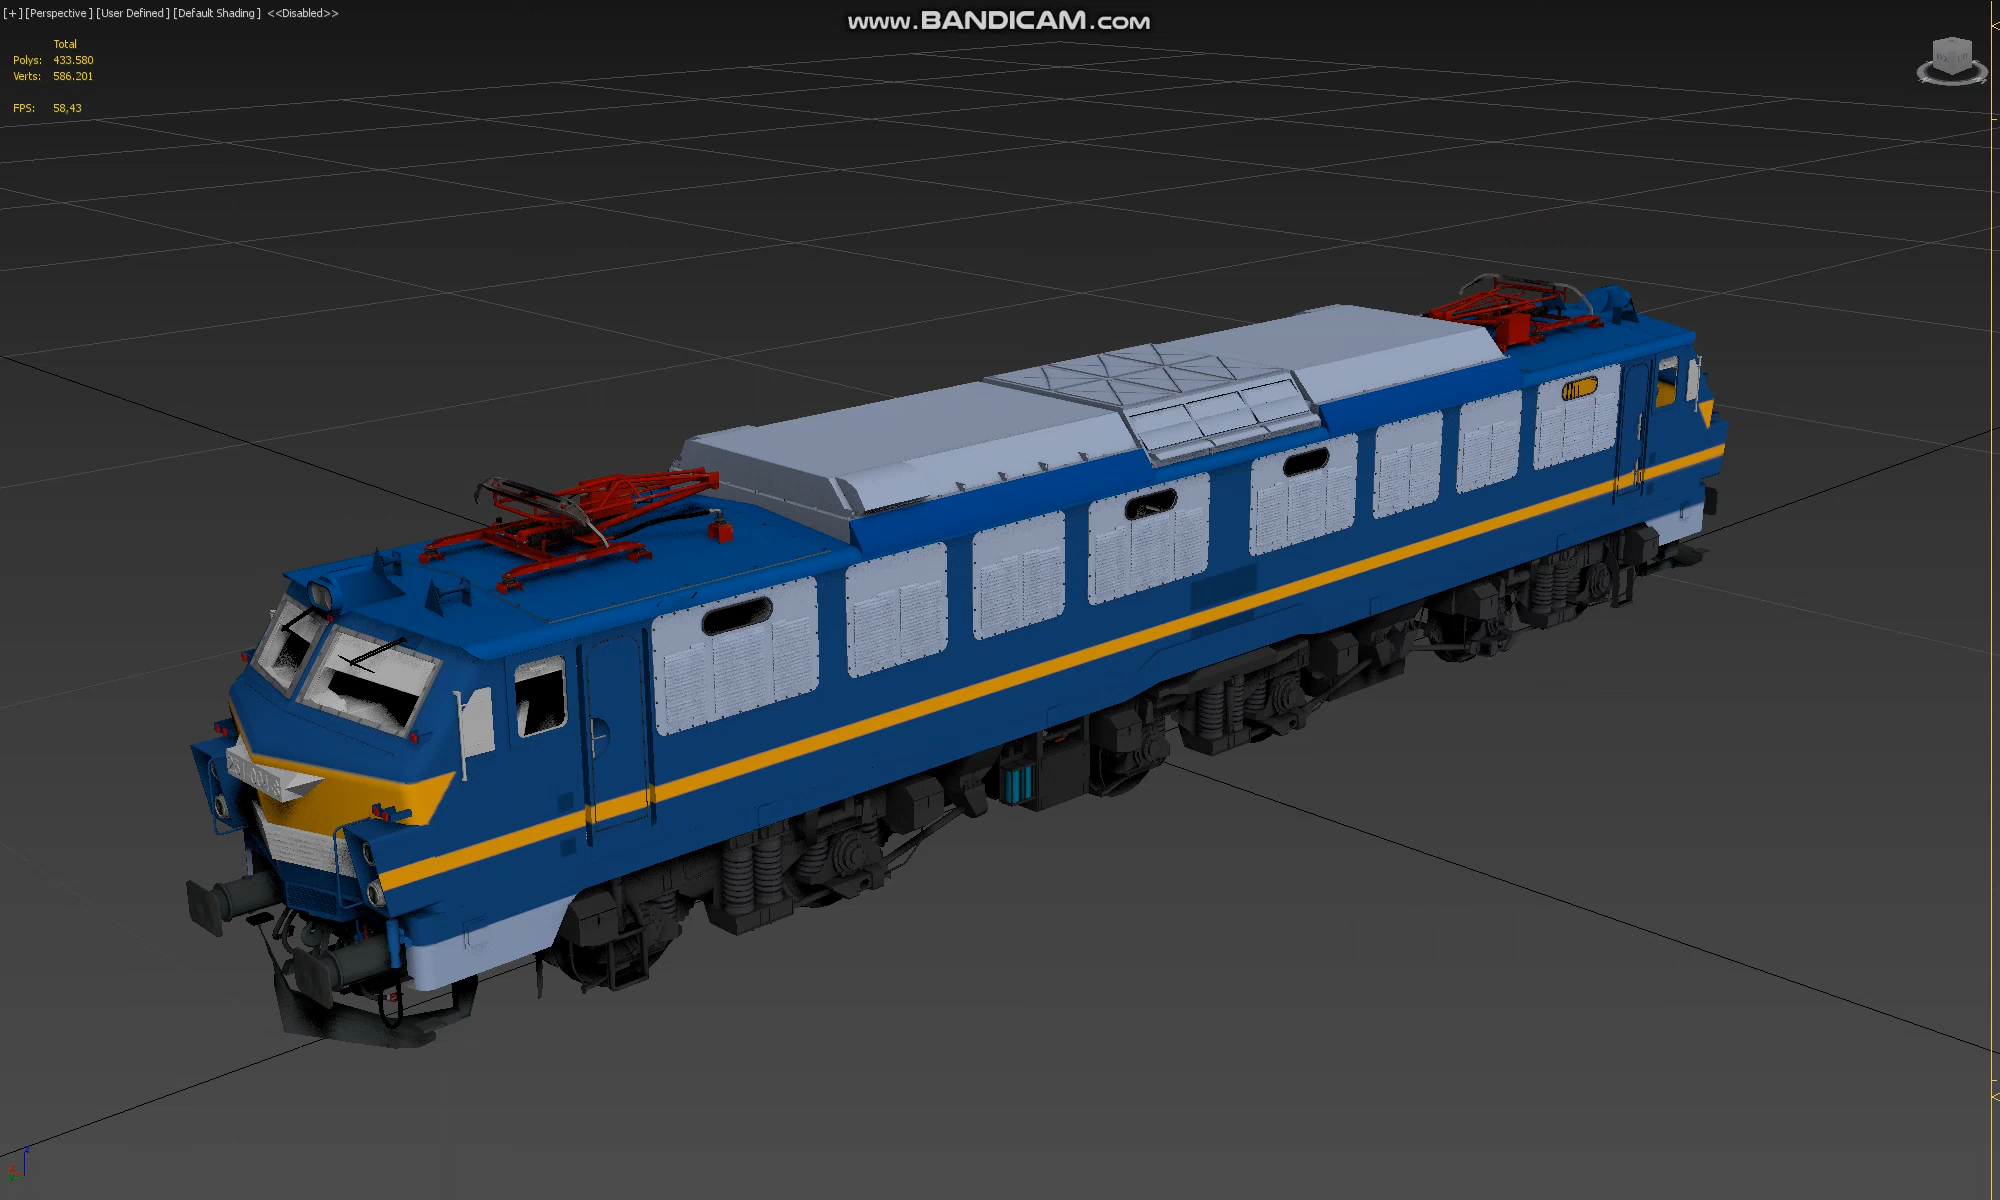 [+] [Perspective] [User Defined] [Default Shading] <<Disabled>>
www.BANDICAM.com
Total
Polys: 433.580
Verts: 586.201
FPS: 58,43